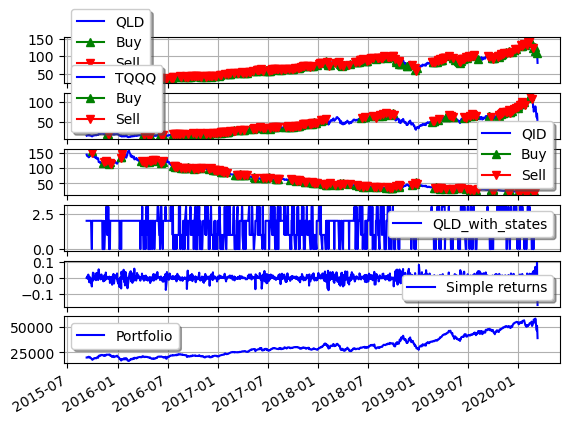 QLD
Buy
Sell
150
100
50
TQQQ
Buy
Sell
100
50
QID
Buy
Sell
150
100
50
QLD_with_states
2.5
0.0
Simple returns
0.1
0.0
−0.1
Portfolio
50000
25000
2015-07
2016-01
2016-07
2017-01
2017-07
2018-01
2018-07
2019-01
2019-07
2020-01